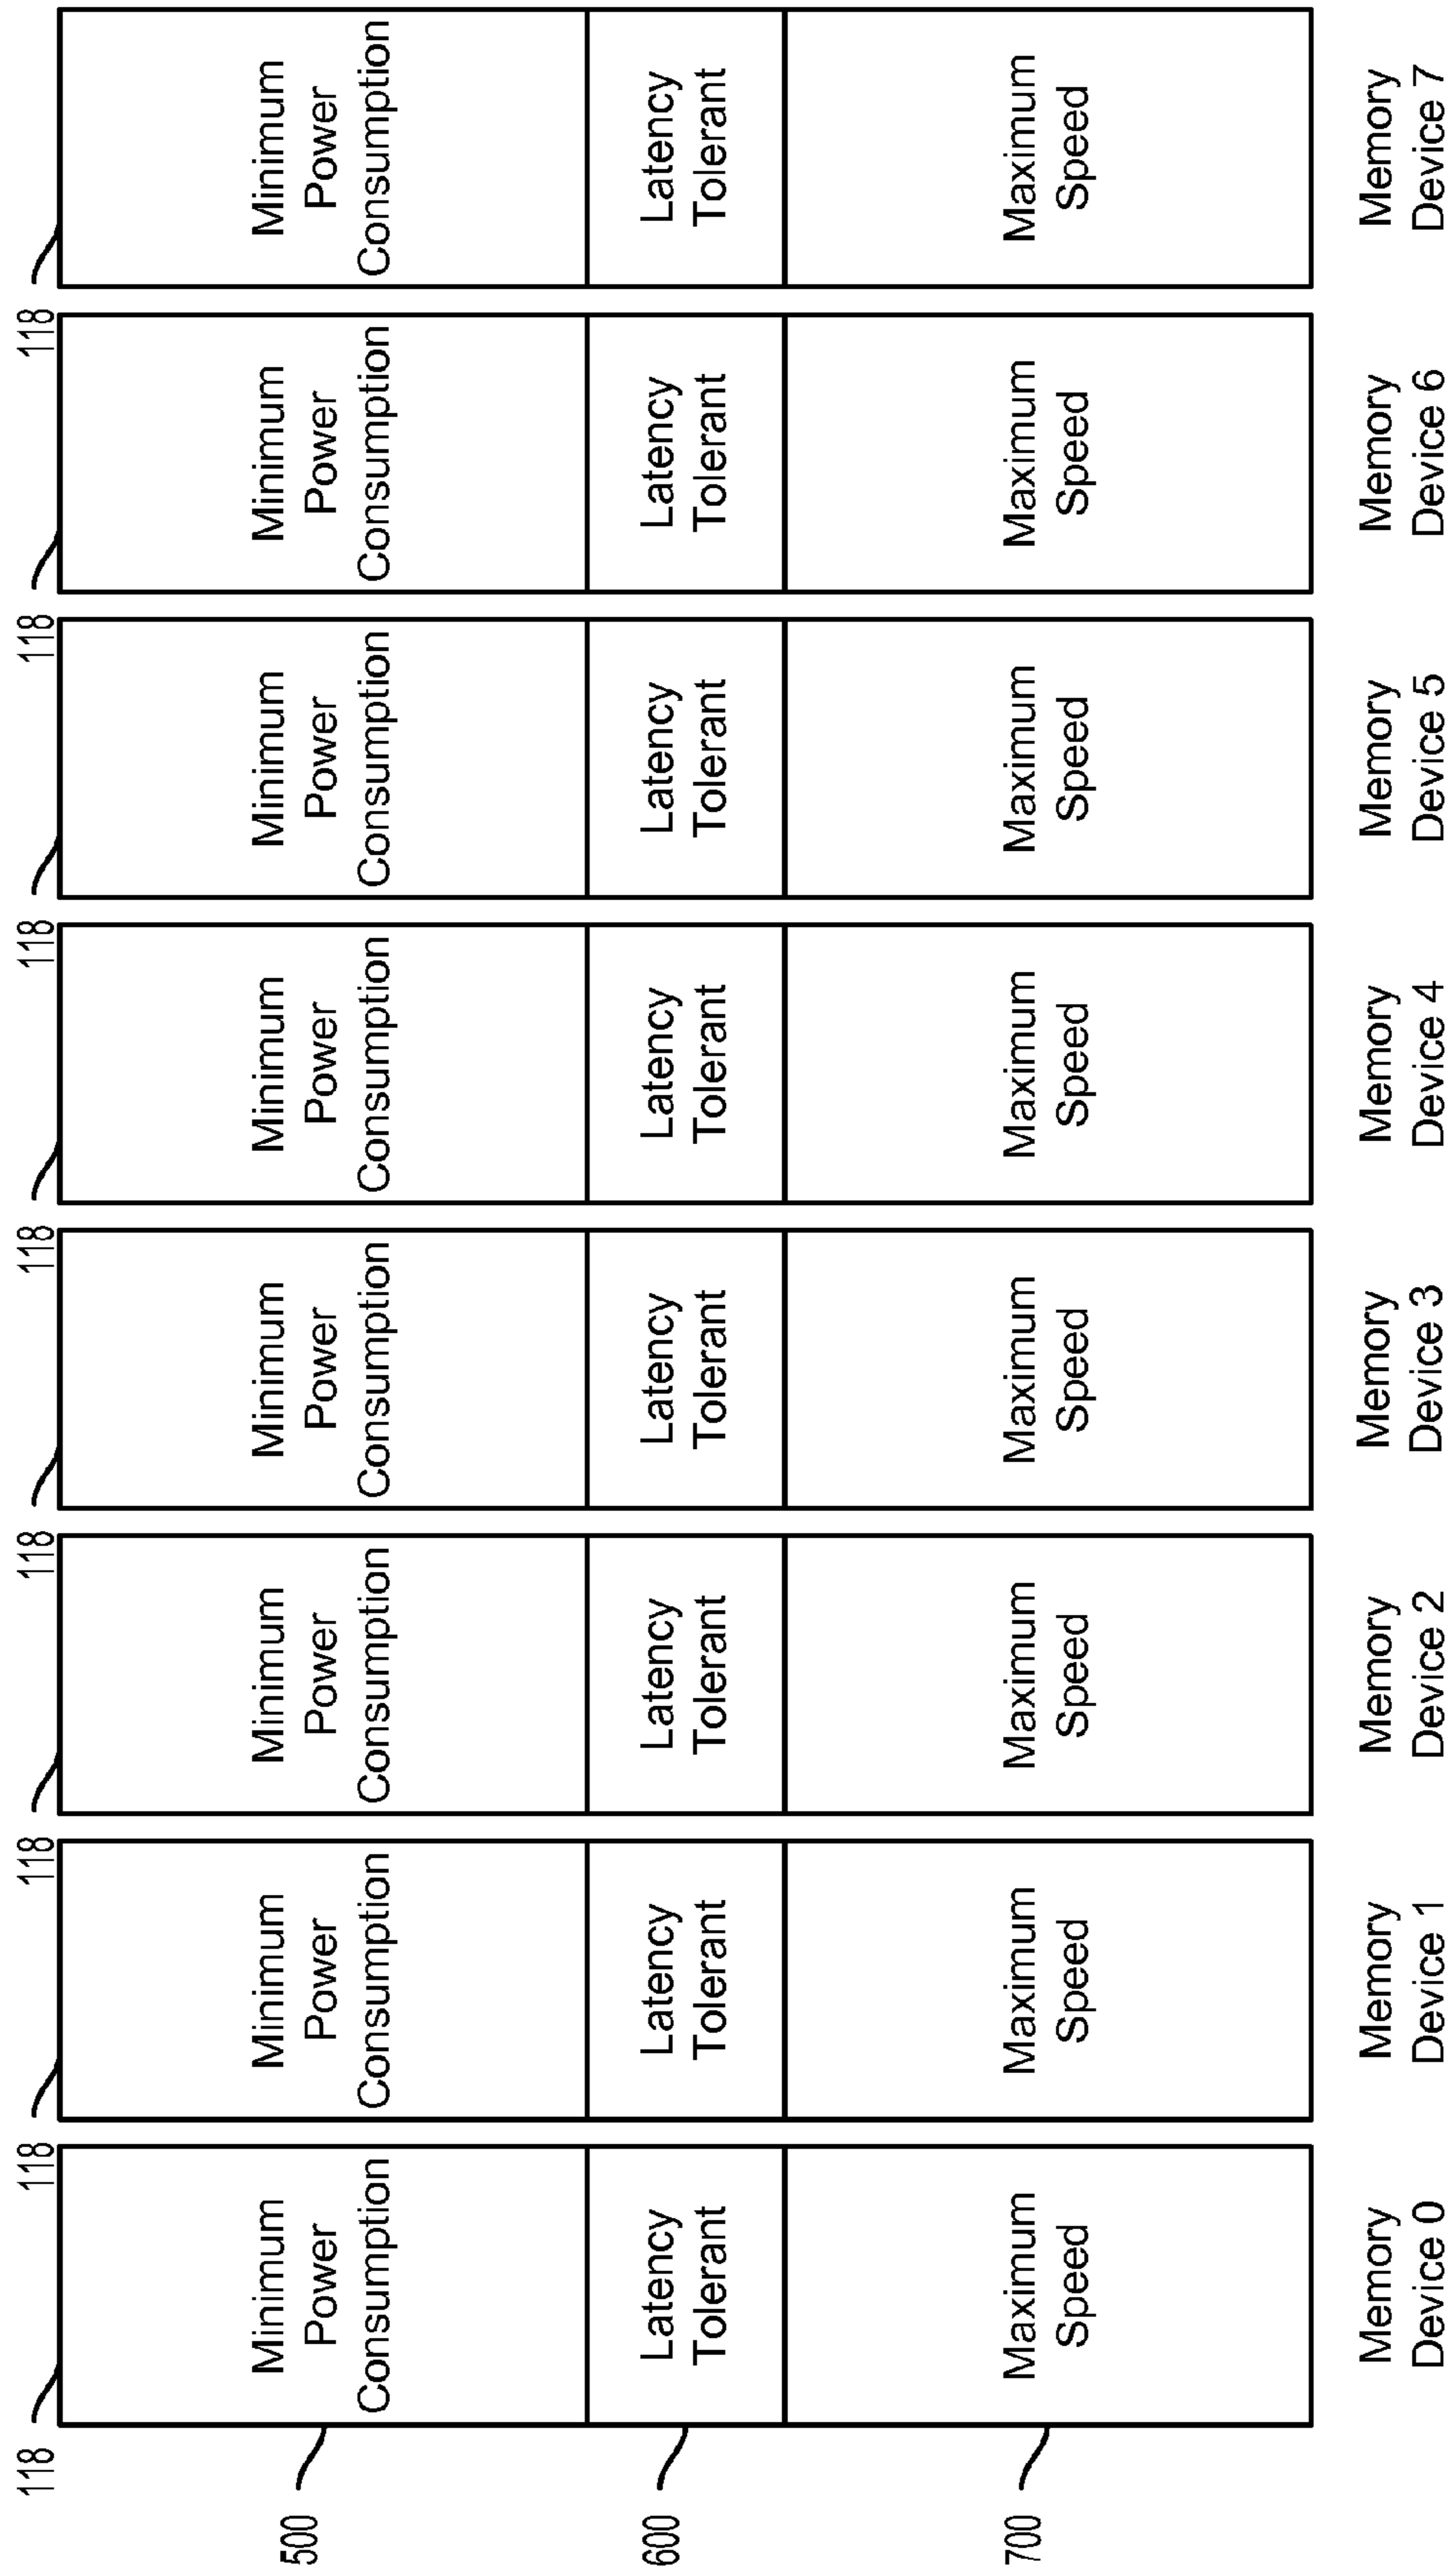 118
118
118
118
118
118
118
118
500
Minimum
Power
Consumption
Minimum
Power
Consumption
Minimum
Power
Consumption
Minimum
Power
Consumption
Minimum
Power
Consumption
Minimum
Power
Consumption
Minimum
Power
Consumption
Minimum
Power
Consumption
600
Latency
Tolerant
Latency
Tolerant
Latency
Tolerant
Latency
Tolerant
Latency
Tolerant
Latency
Tolerant
Latency
Tolerant
Latency
Tolerant
700
Maximum
Speed
Maximum
Speed
Maximum
Speed
Maximum
Speed
Maximum
Speed
Maximum
Speed
Maximum
Speed
Maximum
Speed
Memory
Device 0
Memory
Device 1
Memory
Device 2
Memory
Device 3
Memory
Device 4
Memory
Device 5
Memory
Device 6
Memory
Device 7